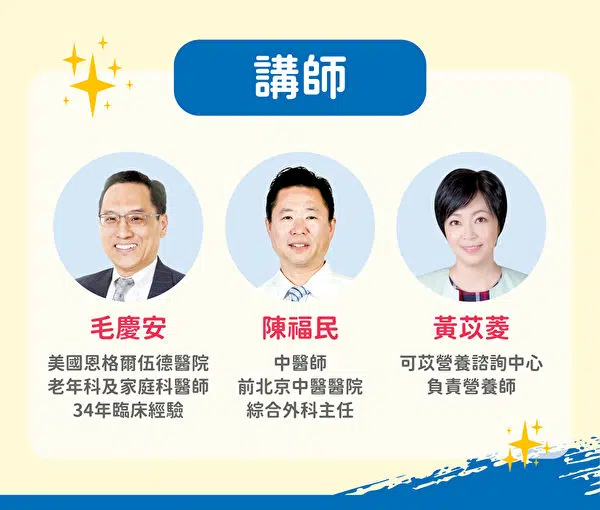 講師
毛慶安
美國恩格爾伍德醫院
老年科及家庭科醫師
34年臨床經驗
陳福民
中醫師
前北京中醫醫院
綜合外科主任
黃苡菱
可苡營養諮詢中心
負責營養師